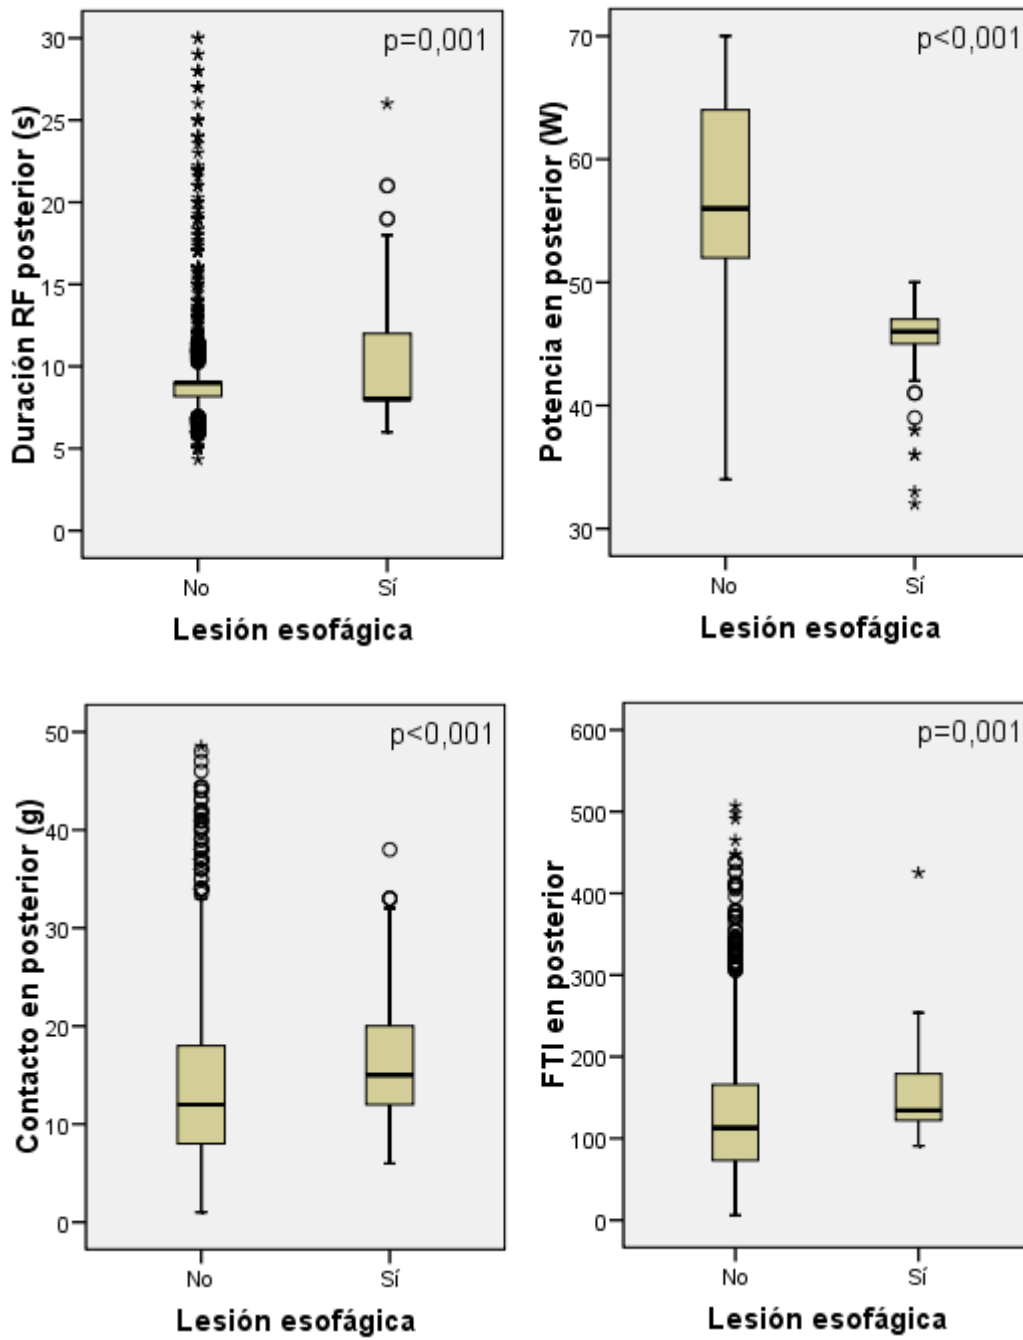 p=0,001
Duración RF posterior (s)
30
25
20
15
10
5
0
No
Sí
Lesión esofágica
p<0,001
Potencia en posterior (W)
70
60
50
40
30
No
Sí
Lesión esofágica
p<0,001
Contacto en posterior (g)
50
40
30
20
10
0
No
Sí
Lesión esofágica
p=0,001
FTI en posterior
600
500
400
300
200
100
0
No
Sí
Lesión esofágica